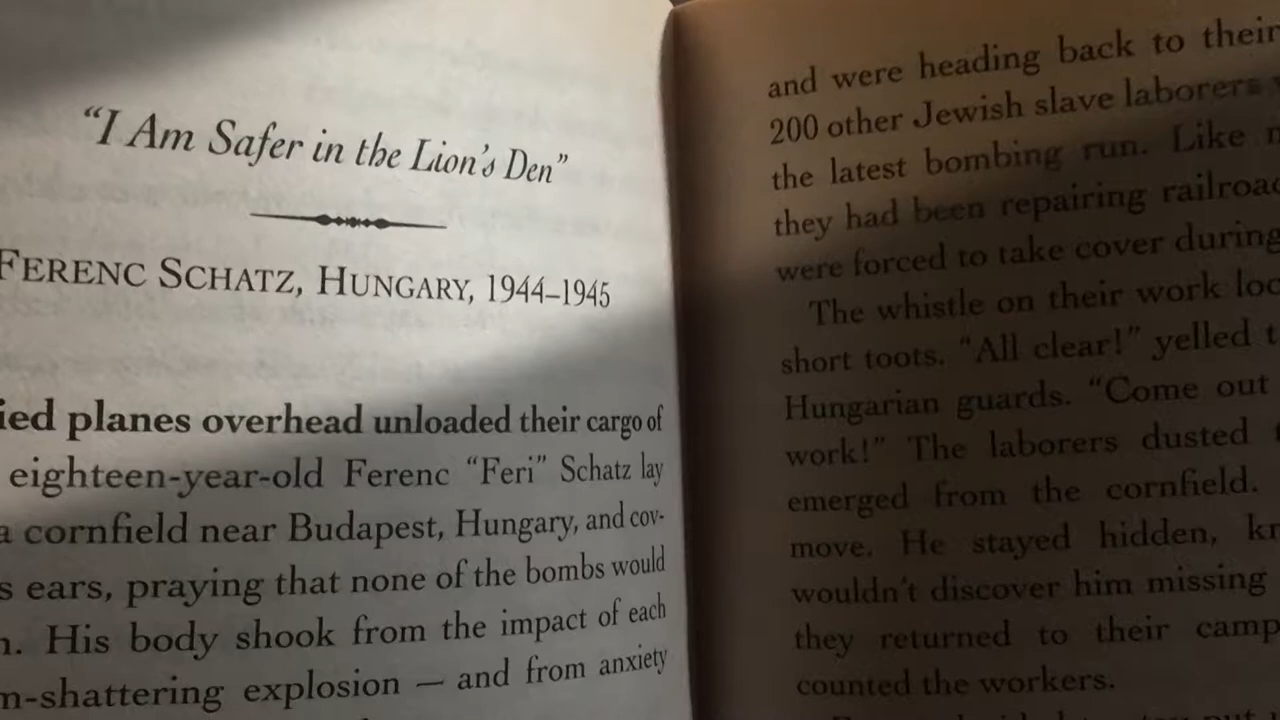 “I Am Safer in the Lion’s Den”
FERENC SCHATZ, HUNGARY, 1944–1945
ied planes overhead unloaded their cargo of
eighteen-year-old Ferenc “Feri” Schatz lay
a cornfield near Budapest, Hungary, and cov-
s ears, praying that none of the bombs would
. His body shook from the impact of each
m-shattering explosion — and from anxiety
and were heading back to their
200 other Jewish slave laborers
the latest bombing run. Like
they had been repairing railroa
were forced to take cover during
The whistle on their work loc
short toots. “All clear!” yelled t
Hungarian guards. “Come out
work!” The laborers dusted
emerged from the cornfield.
move. He stayed hidden, kn
wouldn’t discover him missing
they returned to their camp
counted the workers.